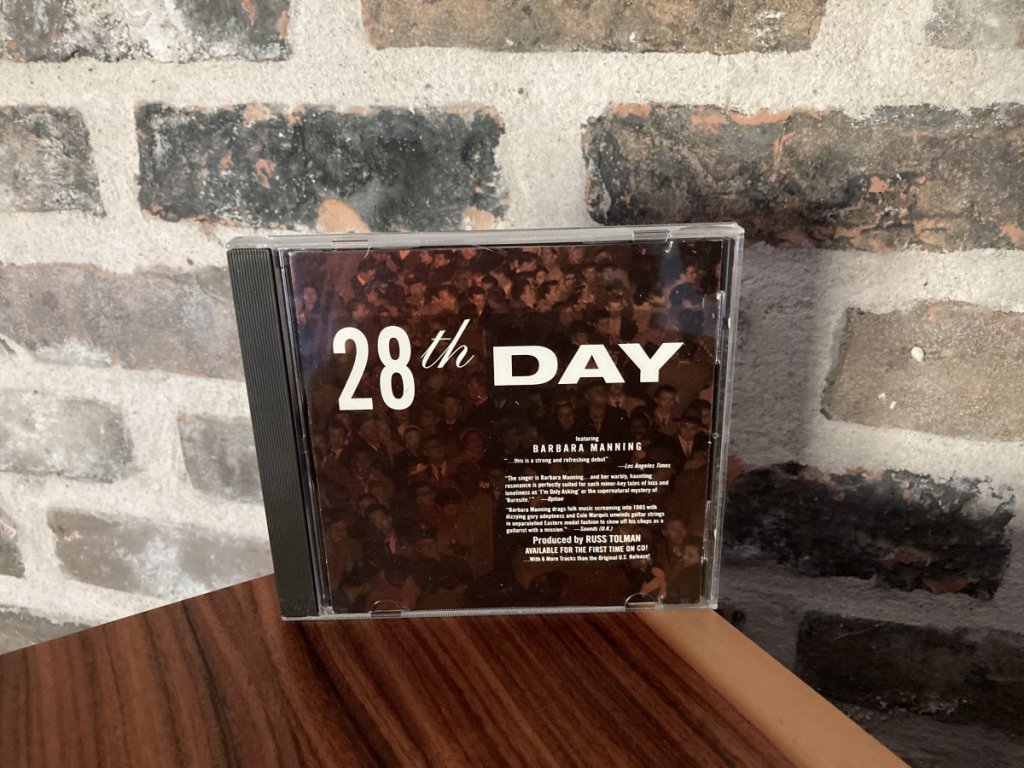 28th DAY
featuring
BARBARA MANNING
"...this is a strong and refreshing debut"
—Los Angeles Times
"The singer is Barbara Manning... and her warbly, haunting
resonance is perfectly suited for such minor-key tales of loss and
loneliness as 'I'm Only Asking' or the supernatural mystery of
'Burnsite.'" —Option
"Barbara Manning drags folk music screaming into 1985 with
dizzying gory adeptness and Cole Marquis unwinds guitar strings
in unparalelled Eastern modal fashion to show off his chops as a
guitarist with a mission." —Sounds (U.K.)
Produced by RUSS TOLMAN
AVAILABLE FOR THE FIRST TIME ON CD!
...With 6 More Tracks than the Original U.S. Release!